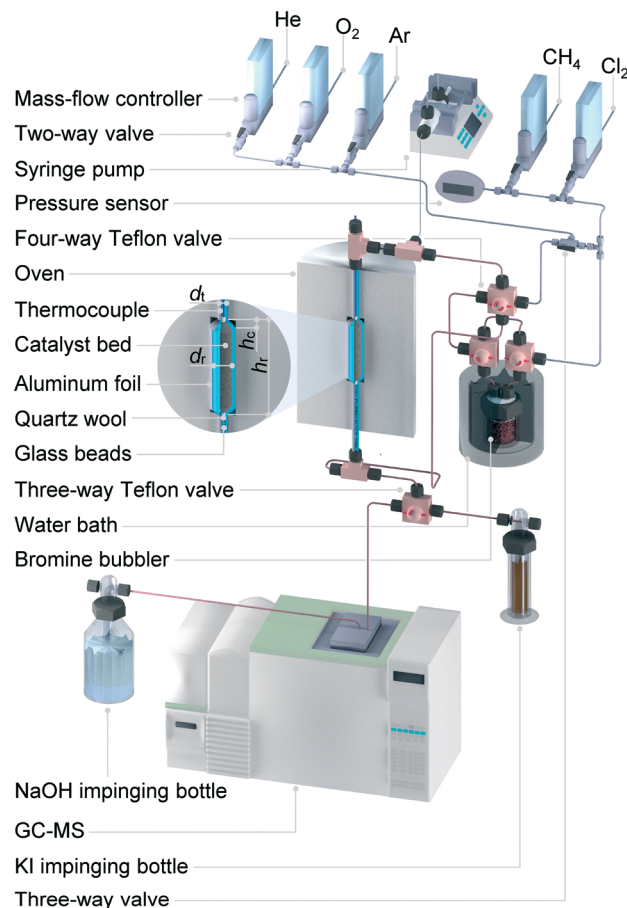 He
O2
Ar
CH4
Cl2
Mass-flow controller
Two-way valve
Syringe pump
Pressure sensor
Four-way Teflon valve
Oven
dt
Thermocouple
hc
Catalyst bed
dr
hr
Aluminum foil
Quartz wool
Glass beads
Three-way Teflon valve
Water bath
Bromine bubbler
NaOH impinging bottle
GC-MS
KI impinging bottle
Three-way valve